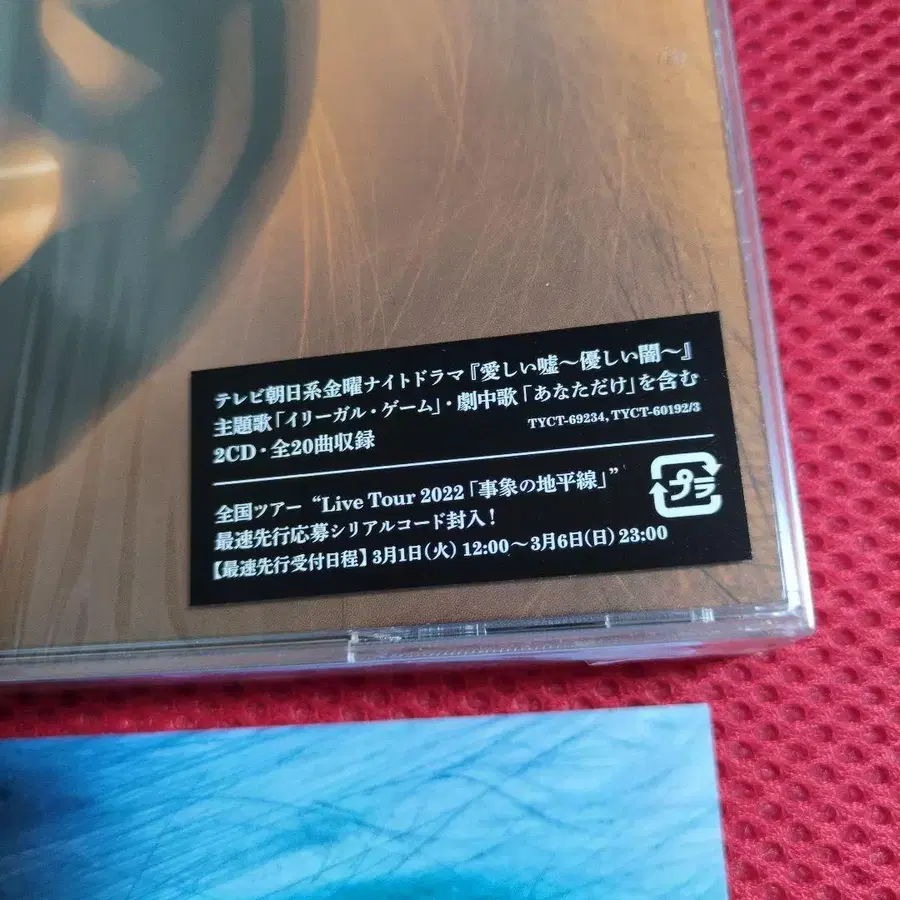 テレビ朝日系金曜ナイトドラマ『愛しい嘘～優しい闇～』
主題歌「イリーガル・ゲーム」・劇中歌「あなただけ」を含む
2CD・全20曲収録
TYCT-69234, TYCT-60192/3
全国ツアー “Live Tour 2022「事象の地平線」”
最速先行応募シリアルコード封入！
【最速先行受付日程】3月1日（火）12:00～3月6日（日）23:00
プラ